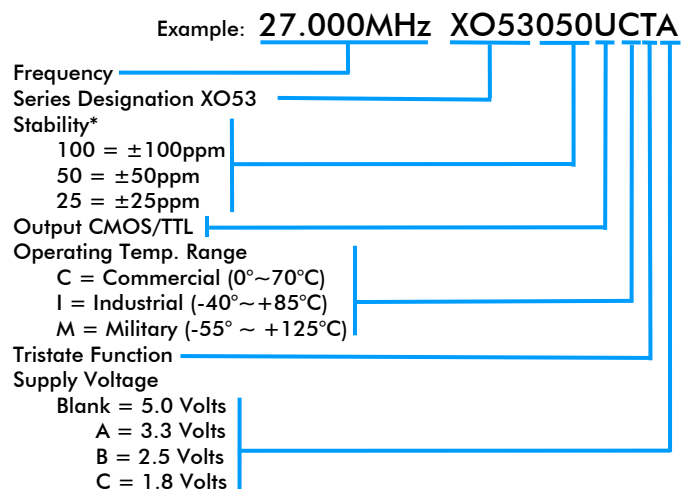 Example: 27.000MHz XO53050UCTA
Frequency
Series Designation XO53
Stability*
100 = ±100ppm
50 = ±50ppm
25 = ±25ppm
Output CMOS/TTL
Operating Temp. Range
C = Commercial (0°~70°C)
I = Industrial (-40°~+85°C)
M = Military (-55° ~ +125°C)
Tristate Function
Supply Voltage
Blank = 5.0 Volts
A = 3.3 Volts
B = 2.5 Volts
C = 1.8 Volts